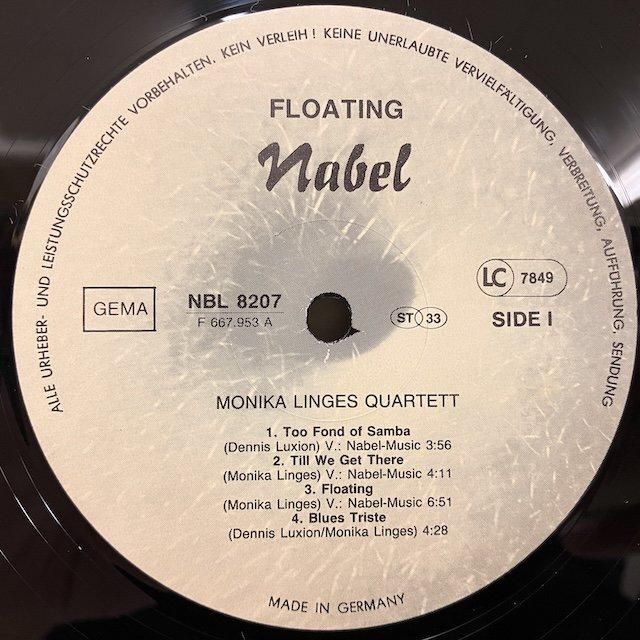 ALLE URHEBER- UND LEISTUNGSSCHUTZRECHTE VORBEHALTEN. KEIN VERLEIH! KEINE UNERLAUBTE VERVIELFÄLTIGUNG, VERBREITUNG, AUFFÜHRUNG, SENDUNG
FLOATING
Nabel
GEMA
NBL 8207
F 667.953 A
ST 33
LC 7849
SIDE I
MONIKA LINGES QUARTETT
1. Too Fond of Samba
(Dennis Luxion) V.: Nabel-Music 3:56
2. Till We Get There
(Monika Linges) V.: Nabel-Music 4:11
3. Floating
(Monika Linges) V.: Nabel-Music 6:51
4. Blues Triste
(Dennis Luxion/Monika Linges) 4:28
MADE IN GERMANY